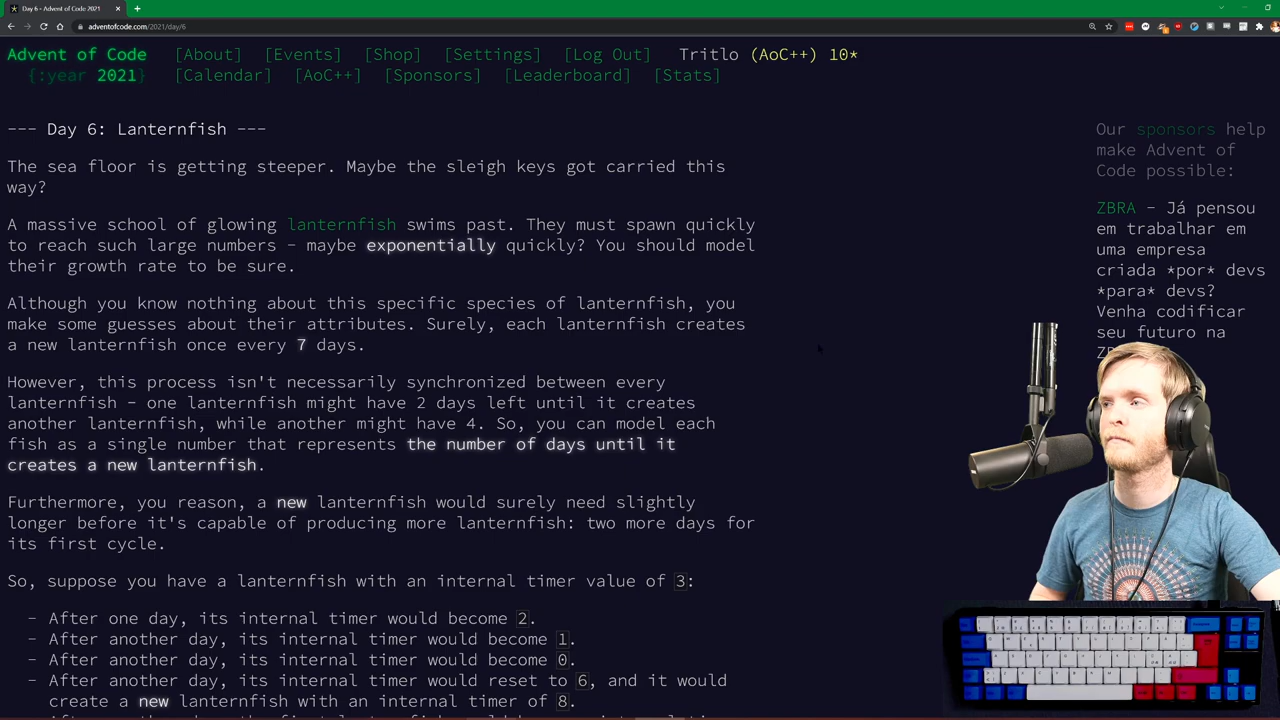 Day 6 - Advent of Code 2021
adventofcode.com/2021/day/6
Advent of Code [About] [Events] [Shop] [Settings] [Log Out] Tritlo (AoC++) 10*
{:year 2021} [Calendar] [AoC++] [Sponsors] [Leaderboard] [Stats]
--- Day 6: Lanternfish ---
The sea floor is getting steeper. Maybe the sleigh keys got carried this
way?
A massive school of glowing lanternfish swims past. They must spawn quickly
to reach such large numbers - maybe exponentially quickly? You should model
their growth rate to be sure.
Although you know nothing about this specific species of lanternfish, you
make some guesses about their attributes. Surely, each lanternfish creates
a new lanternfish once every 7 days.
However, this process isn't necessarily synchronized between every
lanternfish - one lanternfish might have 2 days left until it creates
another lanternfish, while another might have 4. So, you can model each
fish as a single number that represents the number of days until it
creates a new lanternfish.
Furthermore, you reason, a new lanternfish would surely need slightly
longer before it's capable of producing more lanternfish: two more days for
its first cycle.
So, suppose you have a lanternfish with an internal timer value of 3:
- After one day, its internal timer would become 2.
- After another day, its internal timer would become 1.
- After another day, its internal timer would become 0.
- After another day, its internal timer would reset to 6, and it would
create a new lanternfish with an internal timer of 8.
Our sponsors help
make Advent of
Code possible:
ZBRA - Já pensou
em trabalhar em
uma empresa
criada *por* devs
*para* devs?
Venha codificar
seu futuro na